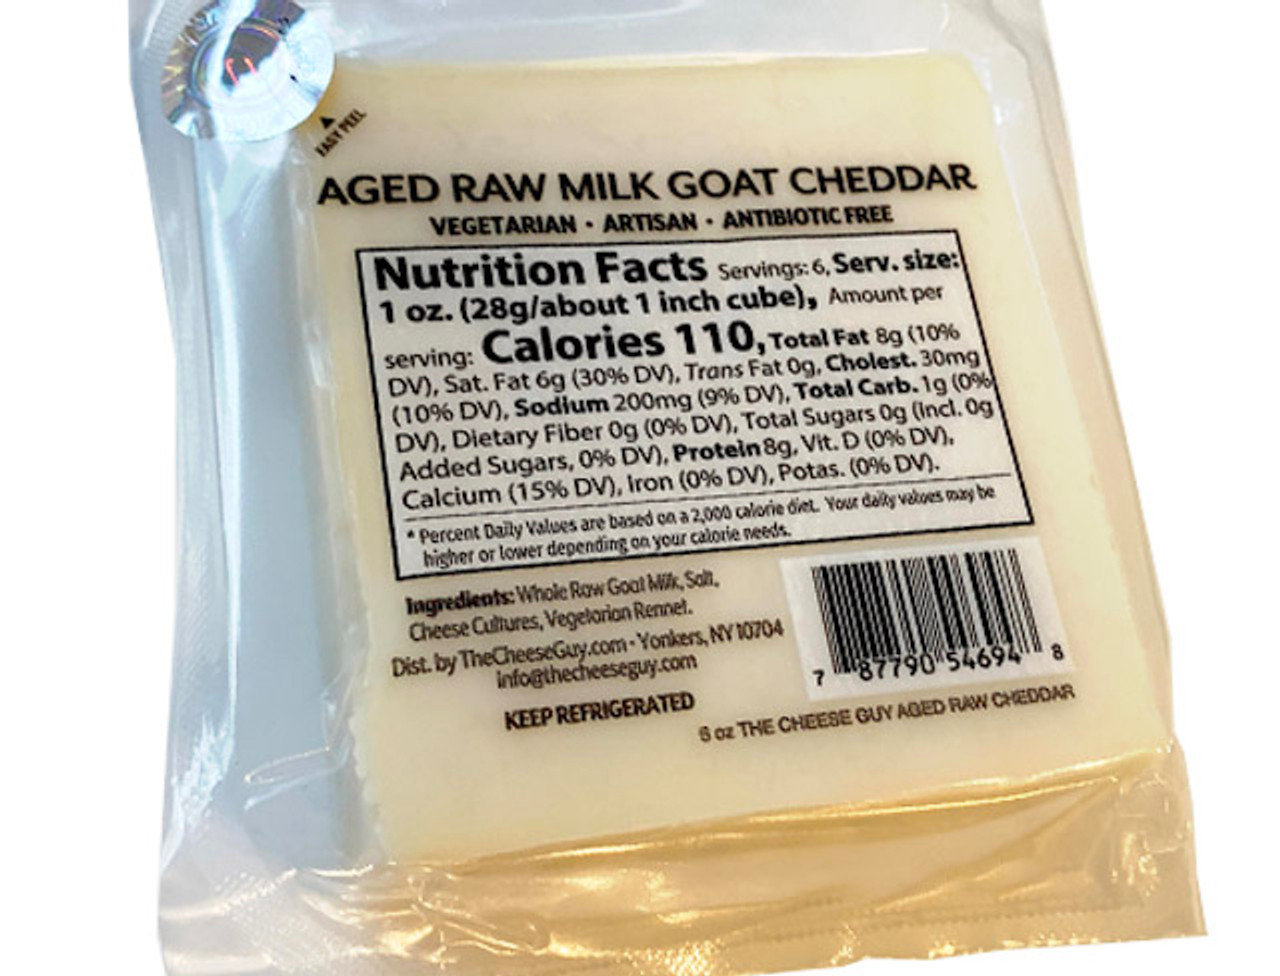 EASY PEEL
AGED RAW MILK GOAT CHEDDAR
VEGETARIAN · ARTISAN · ANTIBIOTIC FREE
Nutrition Facts Servings: 6, Serv. size:
1 oz. (28g/about 1 inch cube), Amount per
serving: Calories 110, Total Fat 8g (10%
DV), Sat. Fat 6g (30% DV), Trans Fat 0g, Cholest. 30mg
(10% DV), Sodium 200mg (9% DV), Total Carb. 1g (0%
DV), Dietary Fiber 0g (0% DV), Total Sugars 0g (Incl. 0g
Added Sugars, 0% DV), Protein 8g, Vit. D (0% DV),
Calcium (15% DV), Iron (0% DV), Potas. (0% DV).
* Percent Daily Values are based on a 2,000 calorie diet. Your daily values may be
higher or lower depending on your calorie needs.
Ingredients: Whole Raw Goat Milk, Salt,
Cheese Cultures, Vegetarian Rennet.
Dist. by TheCheeseGuy.com · Yonkers, NY 10704
info@thecheeseguy.com
KEEP REFRIGERATED
7 87790 54694 8
6 oz THE CHEESE GUY AGED RAW CHEDDAR